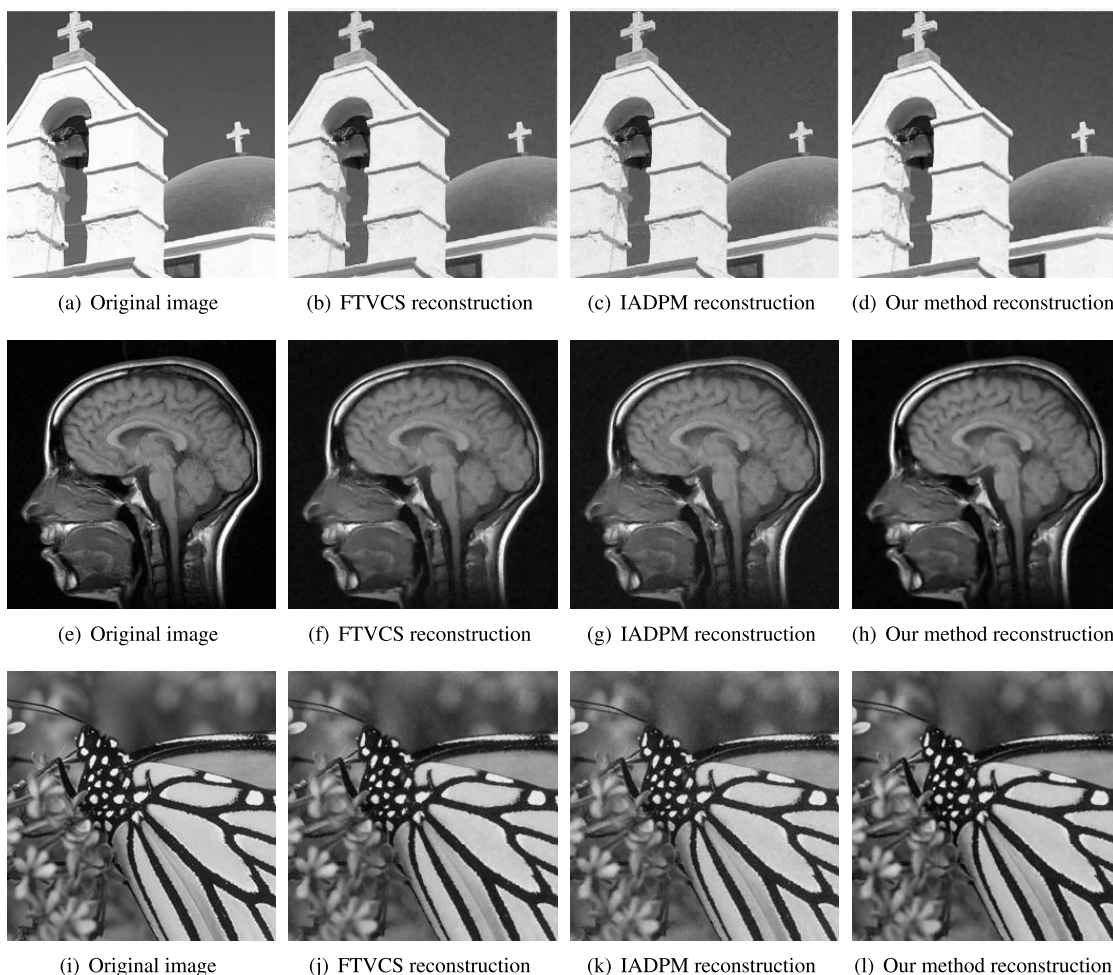 (a) Original image
(b) FTVCS reconstruction
(c) IADPM reconstruction
(d) Our method reconstruction
(e) Original image
(f) FTVCS reconstruction
(g) IADPM reconstruction
(h) Our method reconstruction
(i) Original image
(j) FTVCS reconstruction
(k) IADPM reconstruction
(l) Our method reconstruction